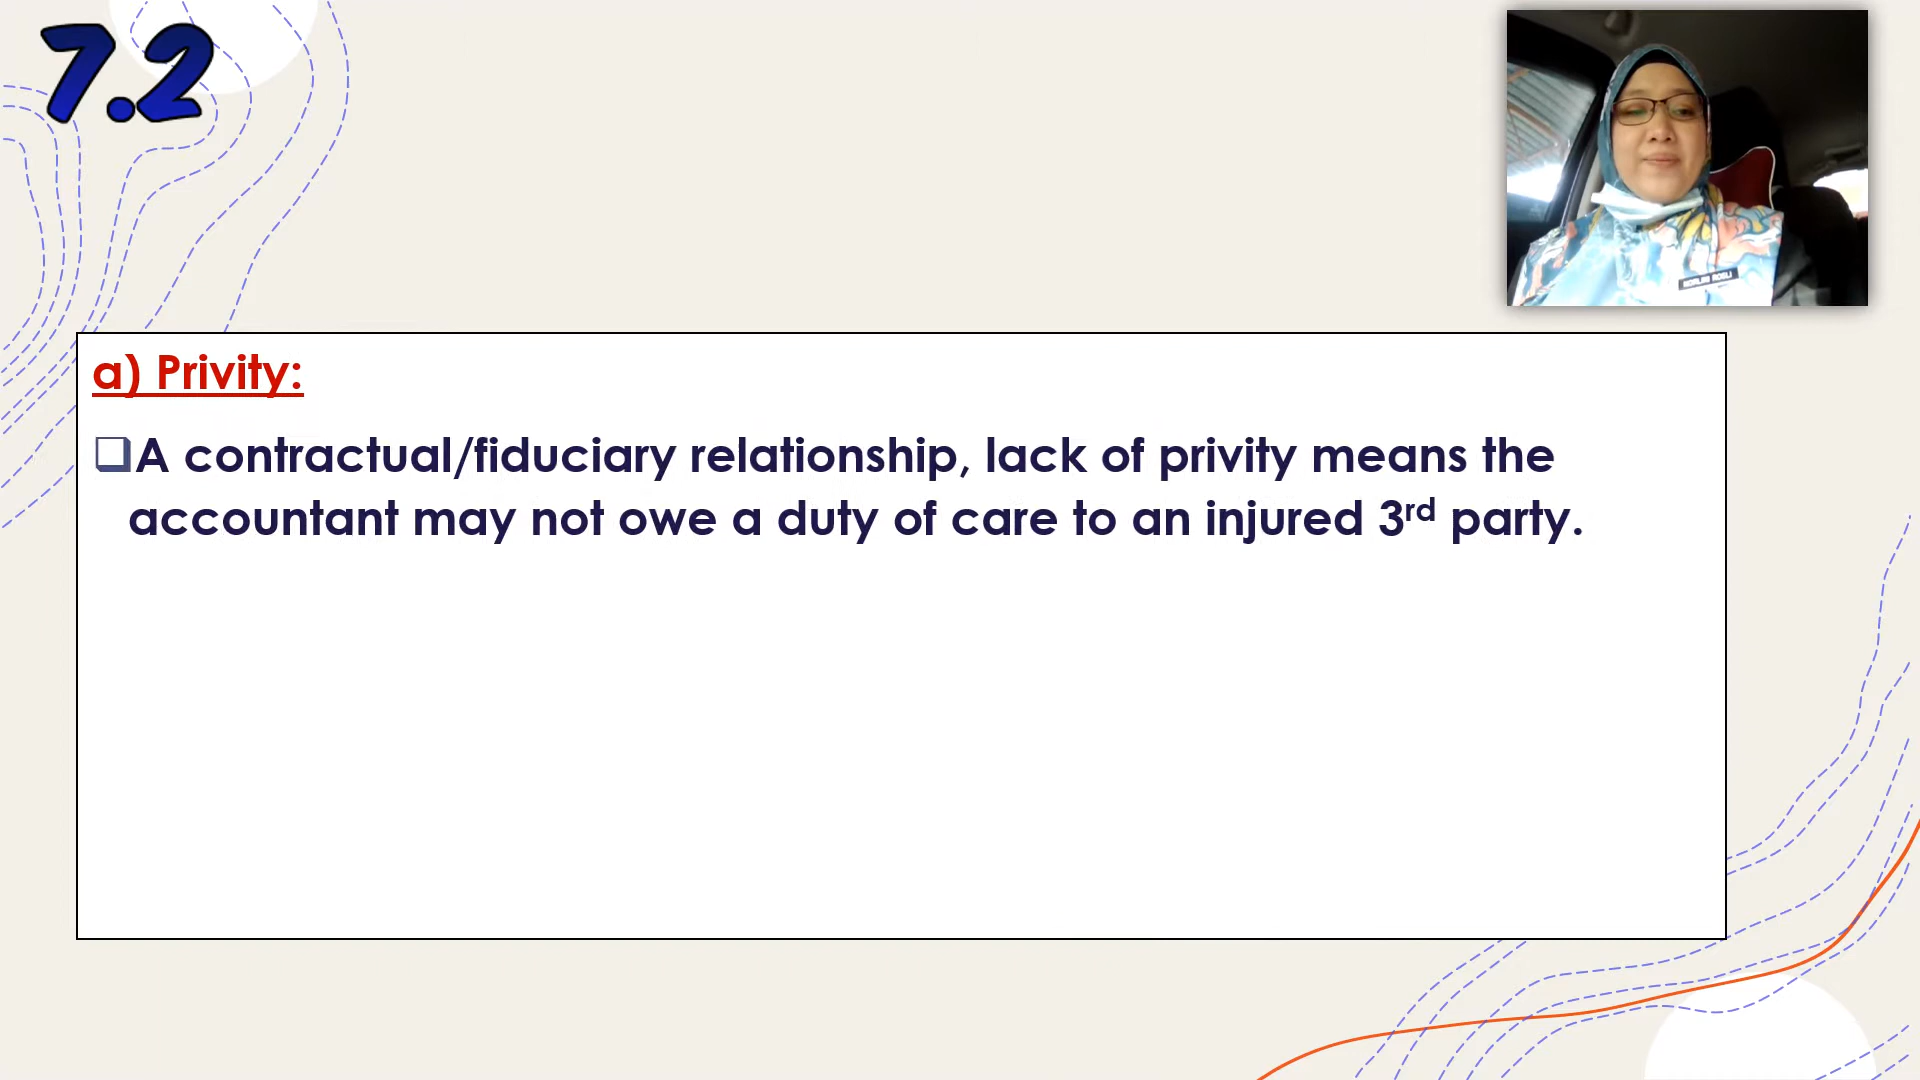 7.2
a) Privity:
❑A contractual/fiduciary relationship, lack of privity means the
accountant may not owe a duty of care to an injured 3rd party.